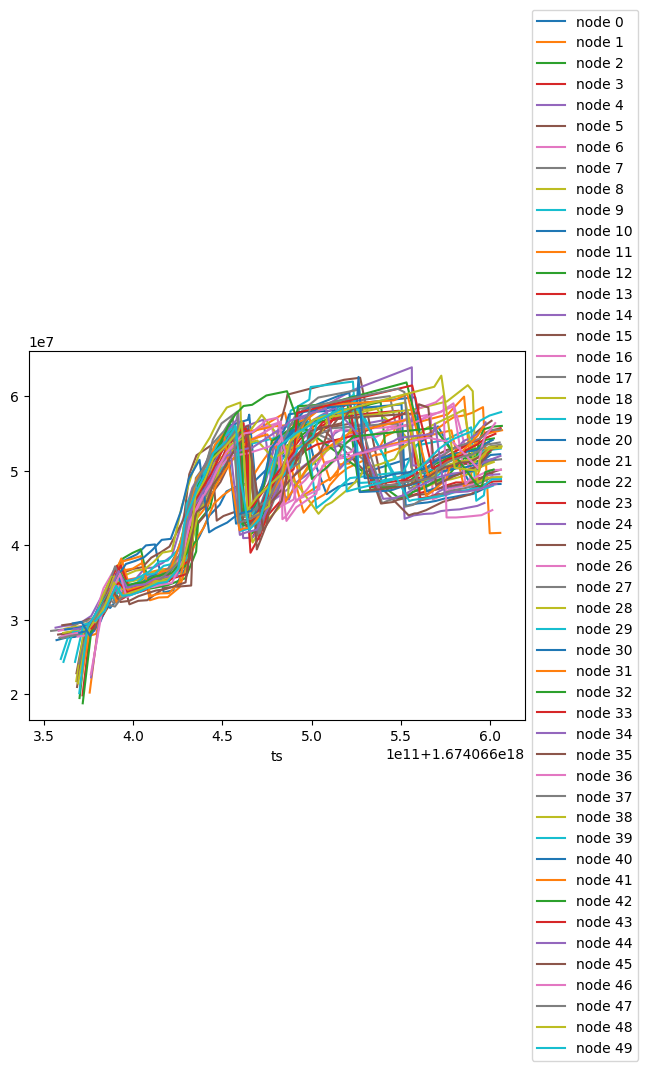 1e7
6
5
4
3
2
3.5 4.0 4.5 5.0 5.5 6.0
1e11+1.674066e18
ts
node 0
node 1
node 2
node 3
node 4
node 5
node 6
node 7
node 8
node 9
node 10
node 11
node 12
node 13
node 14
node 15
node 16
node 17
node 18
node 19
node 20
node 21
node 22
node 23
node 24
node 25
node 26
node 27
node 28
node 29
node 30
node 31
node 32
node 33
node 34
node 35
node 36
node 37
node 38
node 39
node 40
node 41
node 42
node 43
node 44
node 45
node 46
node 47
node 48
node 49